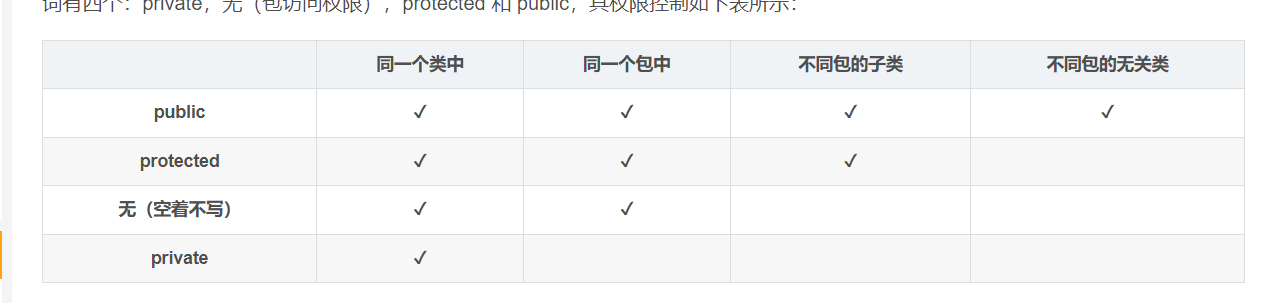 词有四个：private，无（包访问权限），protected 和 public，其权限控制如下表所示：
同一个类中 同一个包中 不同包的子类 不同包的无关类
public ✓ ✓ ✓ ✓
protected ✓ ✓ ✓
无（空着不写） ✓ ✓
private ✓